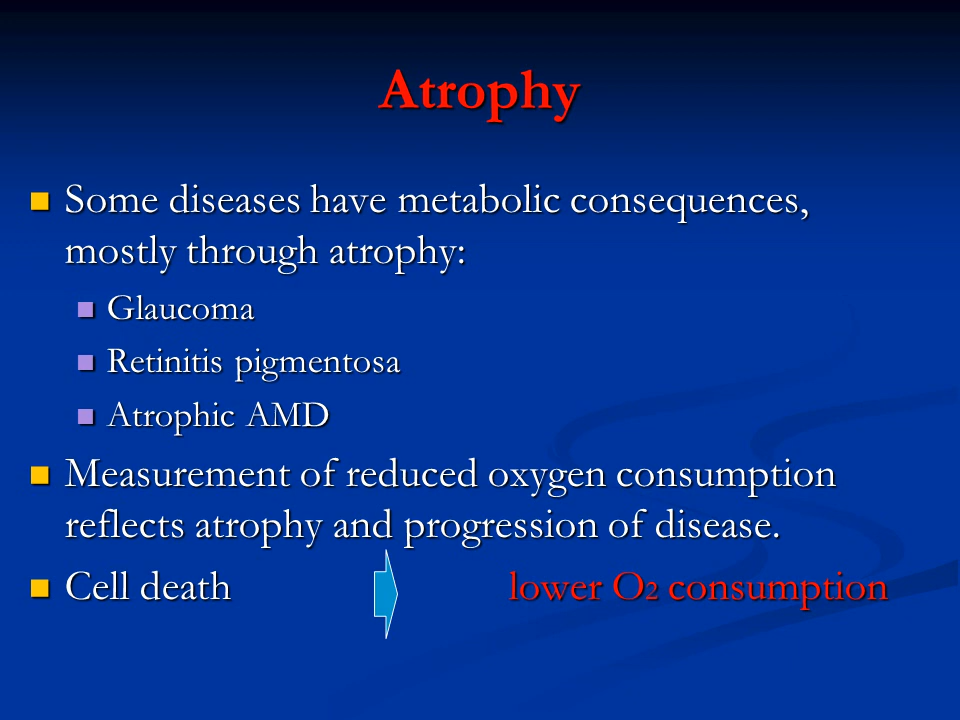 Atrophy
Some diseases have metabolic consequences,
mostly through atrophy:
Glaucoma
Retinitis pigmentosa
Atrophic AMD
Measurement of reduced oxygen consumption
reflects atrophy and progression of disease.
Cell death lower O2 consumption